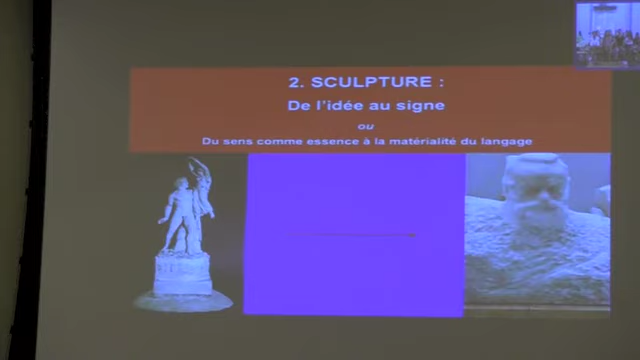 2. SCULPTURE :
De l'idée au signe
ou
Du sens comme essence à la matérialité du langage